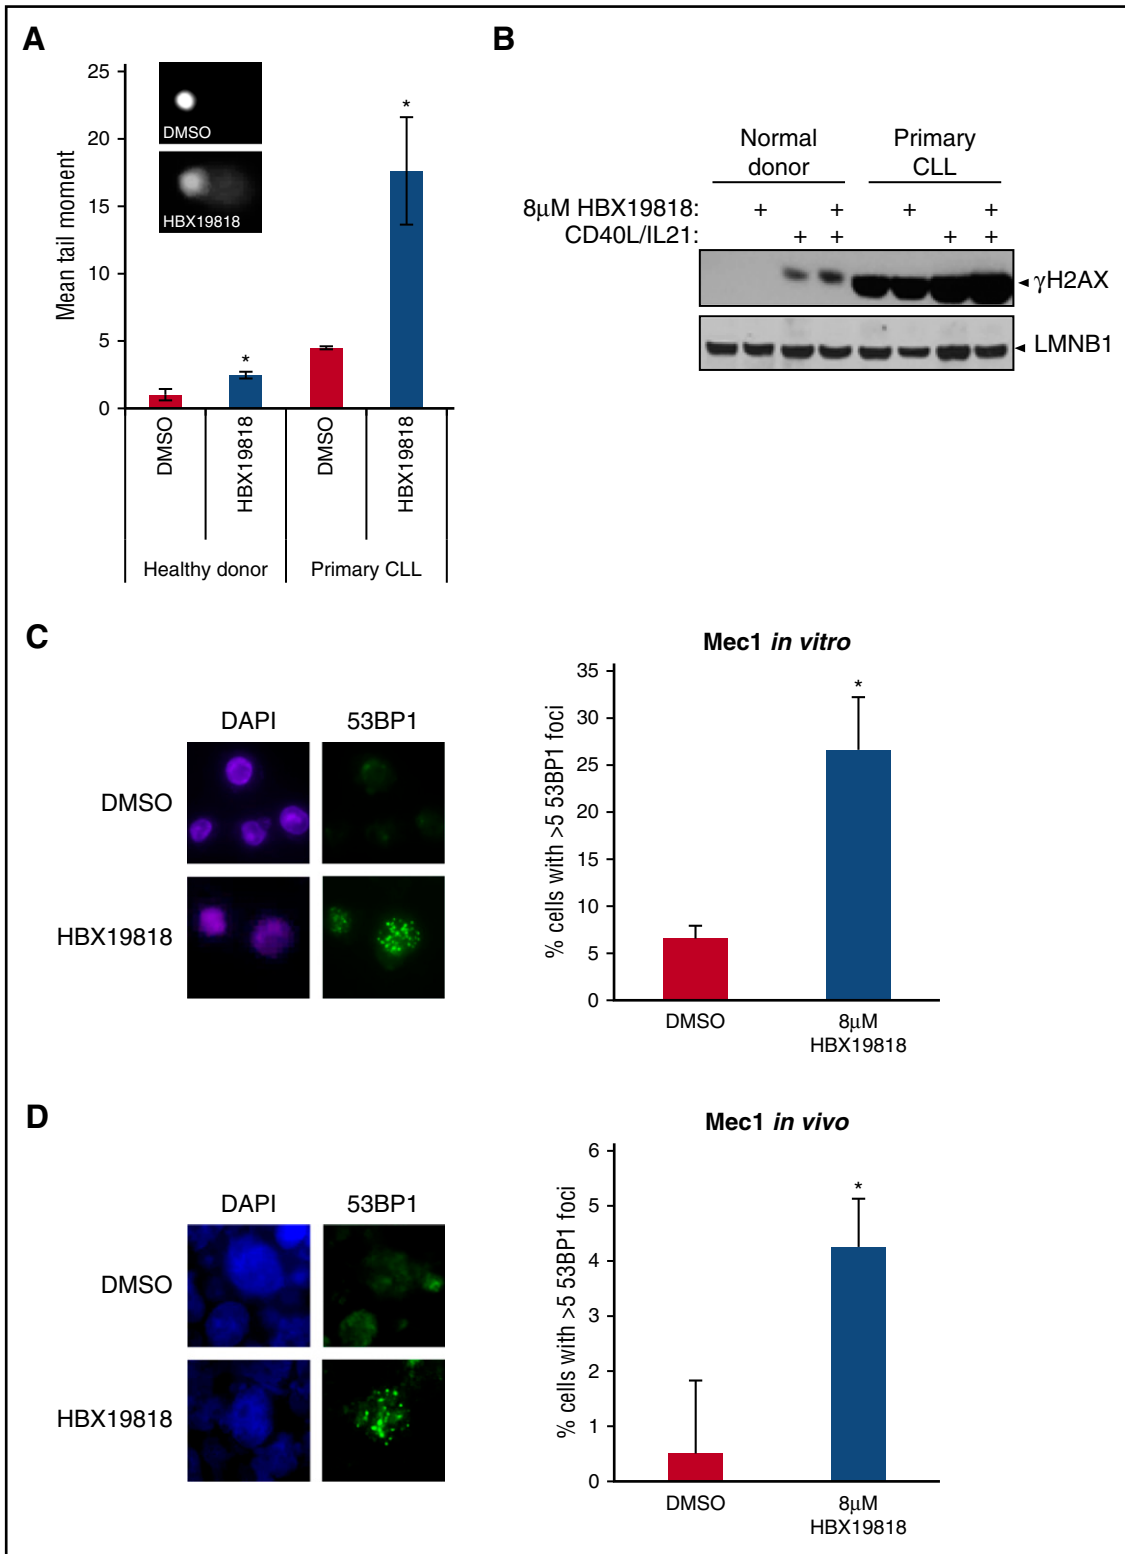 A
25
20
15
10
5
0
Mean tail moment
DMSO
HBX19818
*
*
DMSO
HBX19818
DMSO
HBX19818
Healthy donor
Primary CLL
B
Normal
donor
Primary
CLL
8μM HBX19818: + + + +
CD40L/IL21: + + + +
γH2AX
LMNB1
C
DAPI
53BP1
DMSO
HBX19818
Mec1 in vitro
% cells with >5 53BP1 foci
35
30
25
20
15
10
5
0
*
DMSO
8μM
HBX19818
D
DAPI
53BP1
DMSO
HBX19818
Mec1 in vivo
% cells with >5 53BP1 foci
6
5
4
3
2
1
0
*
DMSO
8μM
HBX19818